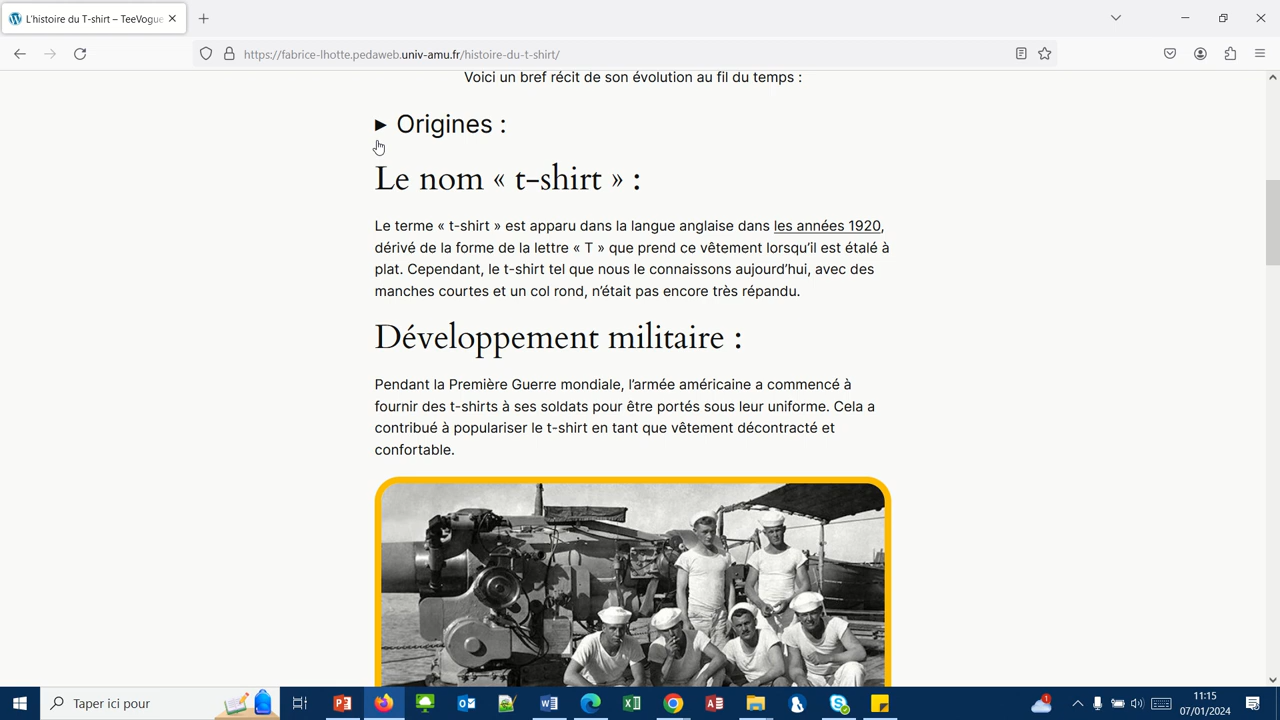 L'histoire du T-shirt – TeeVogue
https://fabrice-lhotte.pedaweb.univ-amu.fr/histoire-du-t-shirt/
Voici un bref récit de son évolution au fil du temps :
▸ Origines :
Le nom « t-shirt » :
Le terme « t-shirt » est apparu dans la langue anglaise dans les années 1920,
dérivé de la forme de la lettre « T » que prend ce vêtement lorsqu'il est étalé à
plat. Cependant, le t-shirt tel que nous le connaissons aujourd'hui, avec des
manches courtes et un col rond, n'était pas encore très répandu.
Développement militaire :
Pendant la Première Guerre mondiale, l'armée américaine a commencé à
fournir des t-shirts à ses soldats pour être portés sous leur uniforme. Cela a
contribué à populariser le t-shirt en tant que vêtement décontracté et
confortable.
Taper ici pour
11:15
07/01/2024